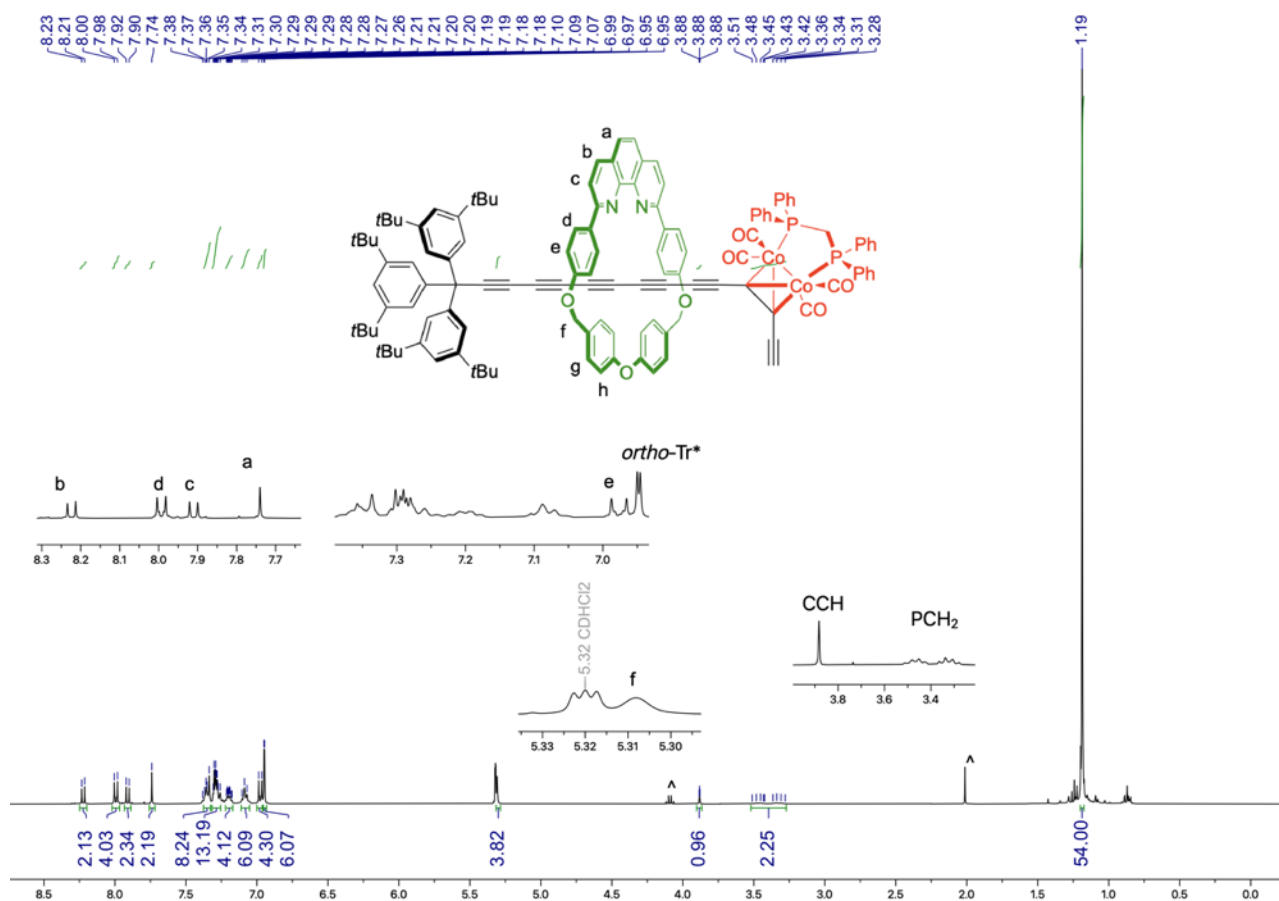 8.23 8.21 8.00 7.98 7.92 7.90 7.74 7.38 7.37 7.36 7.35 7.34 7.31 7.30 7.29 7.29 7.29 7.28 7.28 7.27 7.26 7.21 7.21 7.20 7.20 7.19 7.19 7.18 7.18 7.10 7.09 7.07 6.99 6.97 6.95 6.95 3.88 3.88 3.88 3.51 3.48 3.45 3.43 3.42 3.36 3.34 3.31 3.28 1.19
a
b
c
N N
d
e
tBu tBu
tBu
tBu
tBu
tBu
O O
f
g
h
O
Ph Ph
P
Ph
P
Ph
CO
OC
Co
Co
CO
CO
b d c a
8.3 8.2 8.1 8.0 7.9 7.8 7.7
e ortho-Tr*
7.3 7.2 7.1 7.0
5.32 CDHCl2
f
5.33 5.32 5.31 5.30
CCH PCH2
3.8 3.6 3.4
^ ^
2.13 4.03 2.34 2.19 8.24 13.19 4.12 6.09 4.30 6.07 3.82 0.96 2.25 54.00
8.5 8.0 7.5 7.0 6.5 6.0 5.5 5.0 4.5 4.0 3.5 3.0 2.5 2.0 1.5 1.0 0.5 0.0